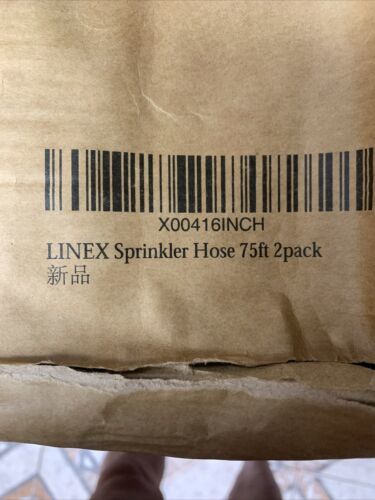 X00416INCH
LINEX Sprinkler Hose 75ft 2pack
新品